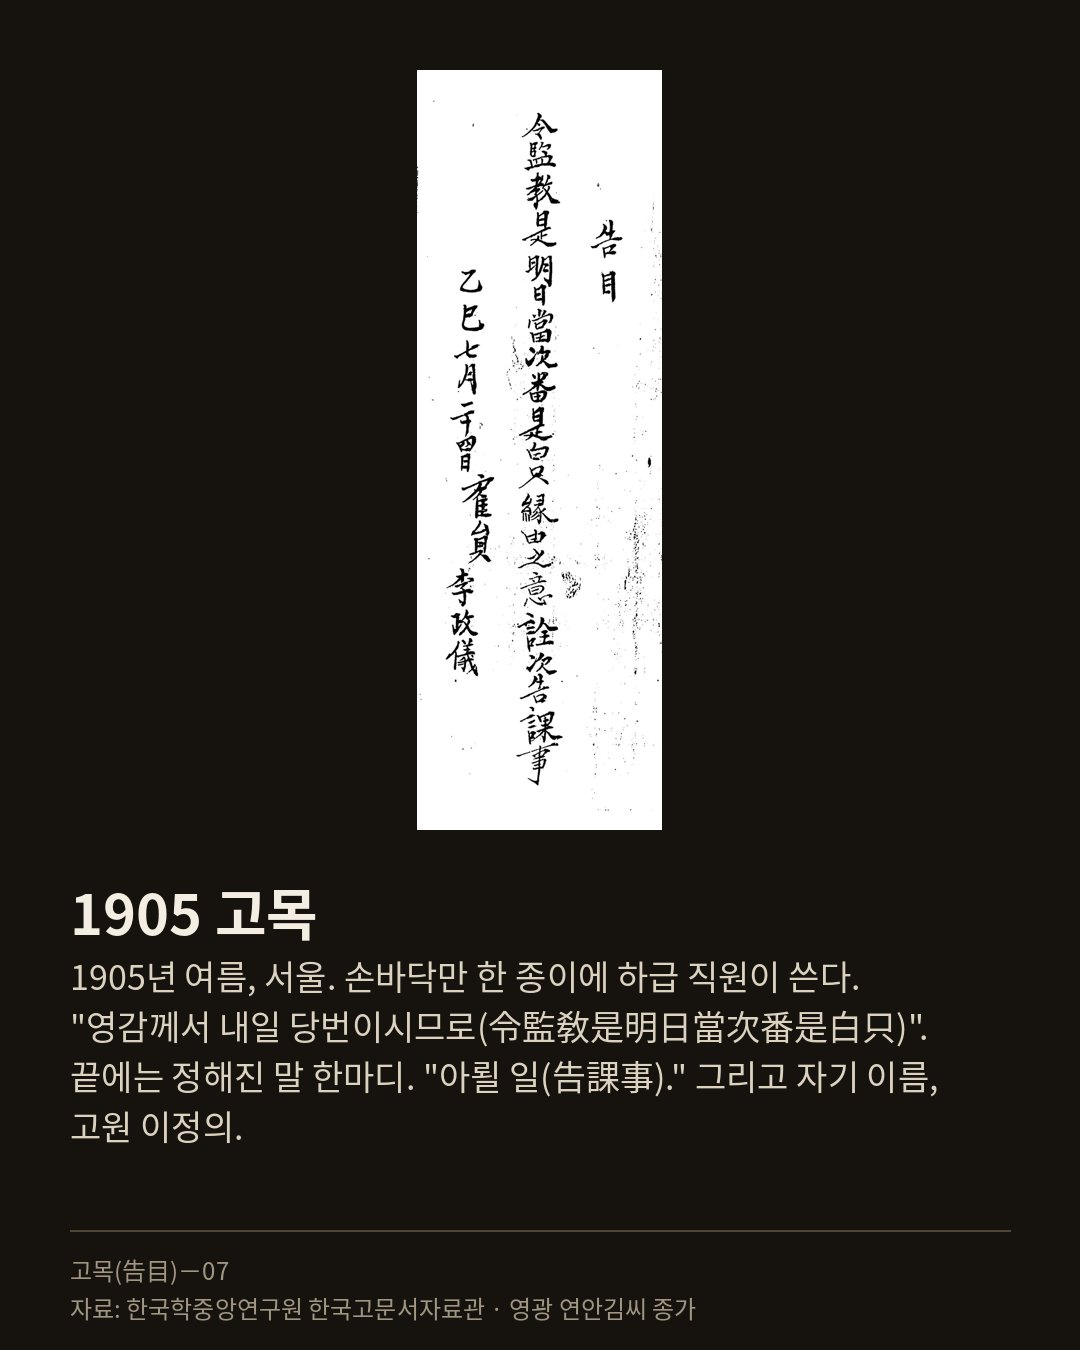 告目
令監教是明日當次番是白只緣由之意詮次告課事
乙巳七月二十四日雇員李政儀
1905 고목
1905년 여름, 서울. 손바닥만 한 종이에 하급 직원이 쓴다.
"영감께서 내일 당번이시므로(令監敎是明日當次番是白只)".
끝에는 정해진 말 한마디. "아뢸 일(告課事)." 그리고 자기 이름,
고원 이정의.
고목(告目)—07
자료: 한국학중앙연구원 한국고문서자료관 · 영광 연안김씨 종가